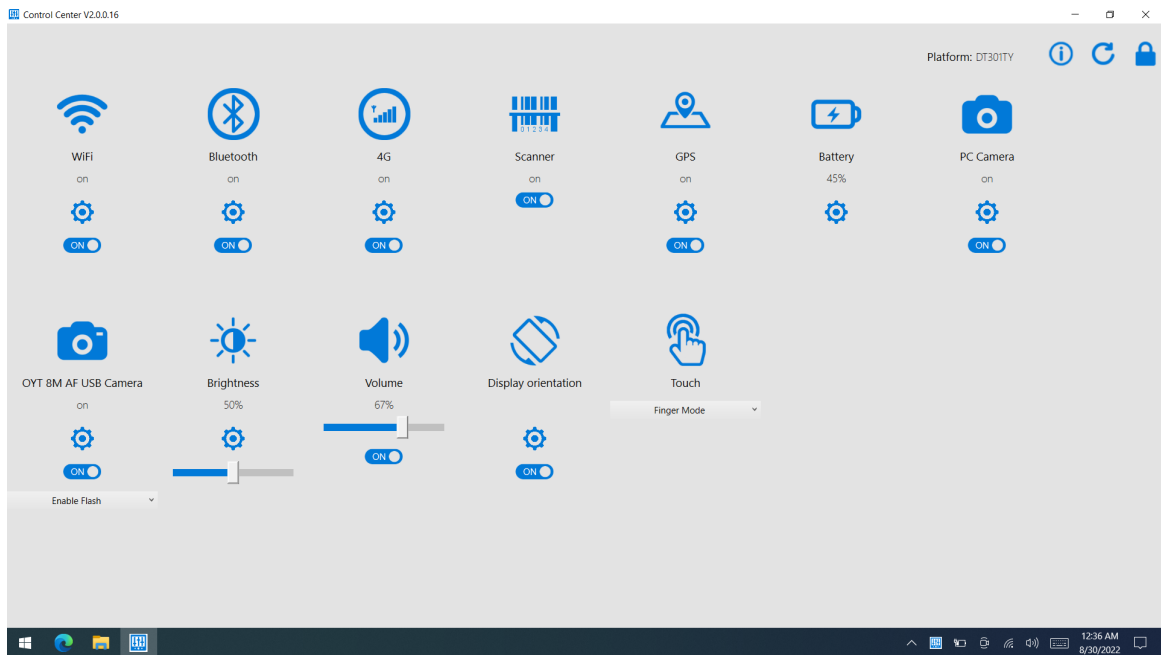 Control Center V2.0.0.16
Platform: DT301TY
WiFi Bluetooth 4G Scanner GPS Battery PC Camera
on on on on on 45% on
ON
ON ON ON ON ON
OYT 8M AF USB Camera Brightness Volume Display orientation Touch
on 50% 67%
Finger Mode
ON
ON ON
Enable Flash
01234
12:36 AM
8/30/2022